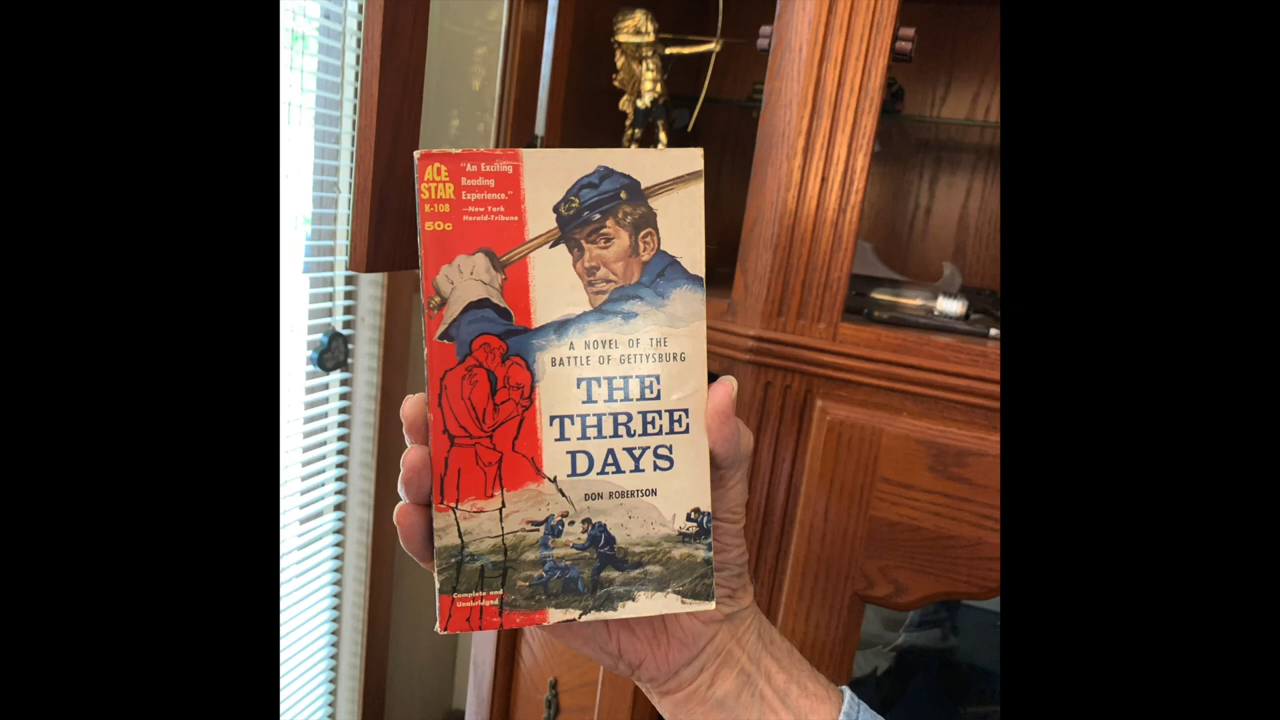 ACE
STAR
K-108
50c
"An Exciting
Reading
Experience."
—New York
Herald-Tribune
A NOVEL OF THE
BATTLE OF GETTYSBURG
THE
THREE
DAYS
DON ROBERTSON
Complete and
Unabridged